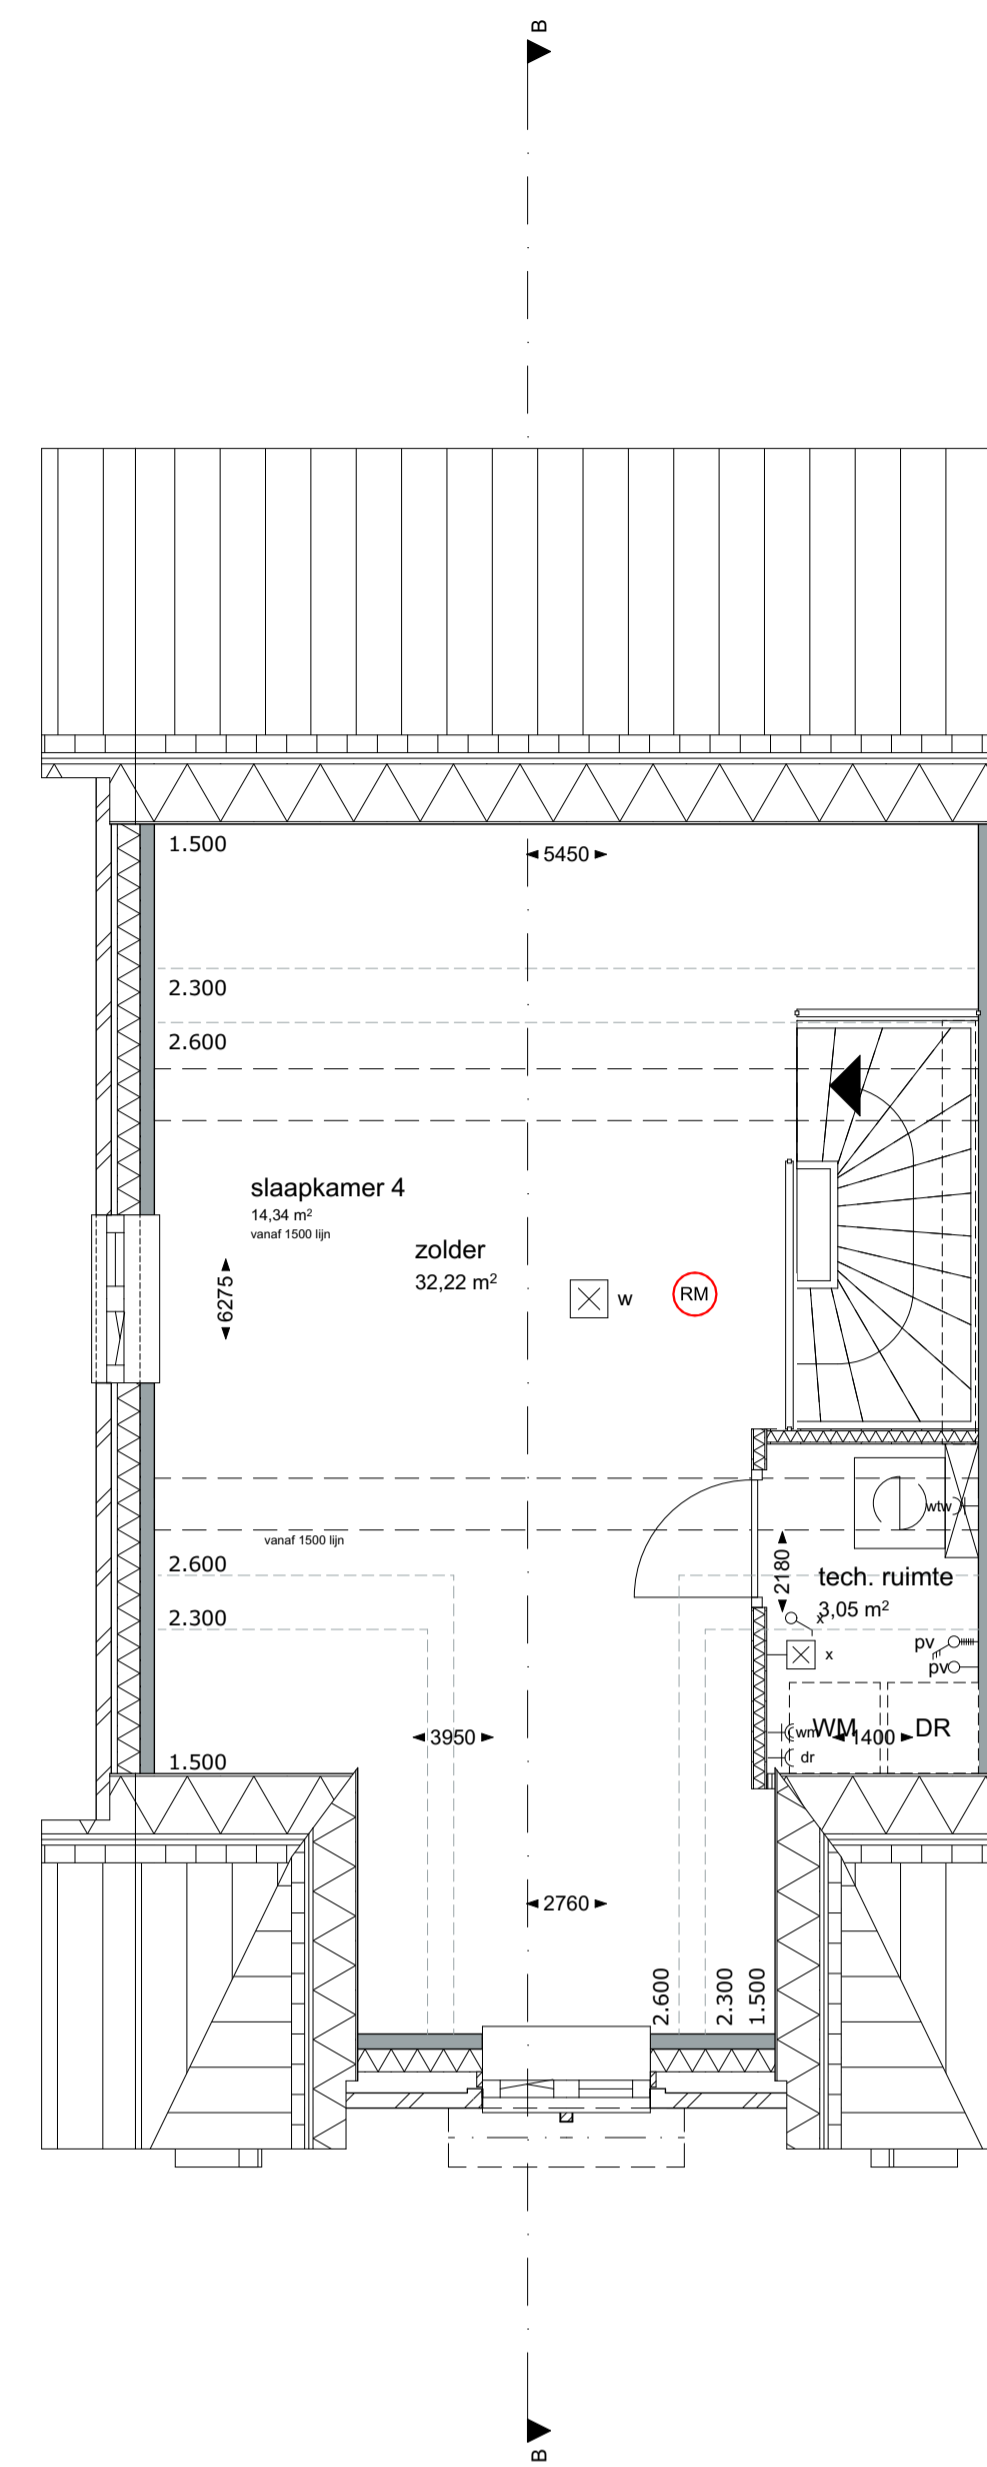 B
1.500
5450
2.300
2.600
slaapkamer 4
14,34 m²
vanaf 1500 lijn
zolder
32,22 m²
6275
w
RM
wtw
vanaf 1500 lijn
2.600
2.300
2180
tech. ruimte
3,05 m²
x
x
pv
pv
WM
DR
wm
dr
1400
3950
1.500
2760
2.600
2.300
1.500
B